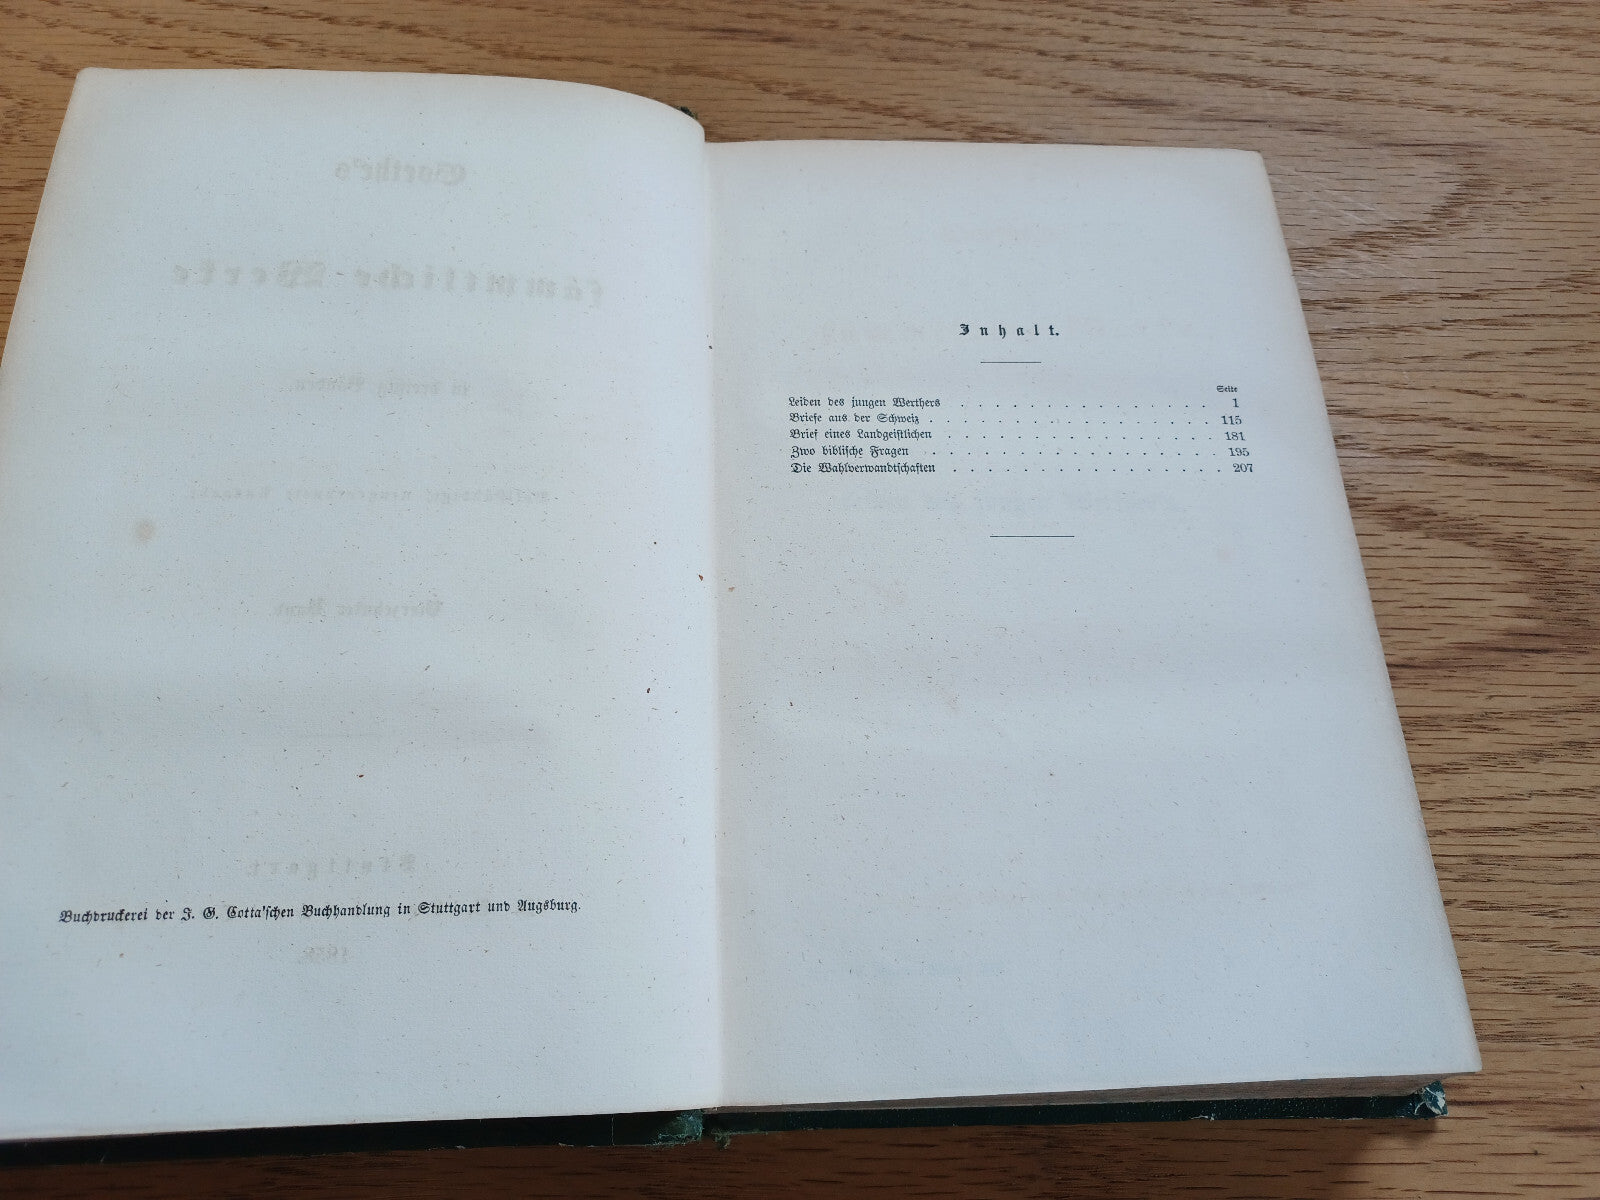 Buchdruckerei der J. G. Cotta'schen Buchhandlung in Stuttgart und Augsburg.
Inhalt.
Seite
Leiden des jungen Werthers . . . . . . . . . . . . . . . . 1
Briefe aus der Schweiz . . . . . . . . . . . . . . . . . 115
Brief eines Landgeistlichen . . . . . . . . . . . . . . . . 181
Zwo biblische Fragen . . . . . . . . . . . . . . . . . 195
Die Wahlverwandtschaften . . . . . . . . . . . . . . . . 207